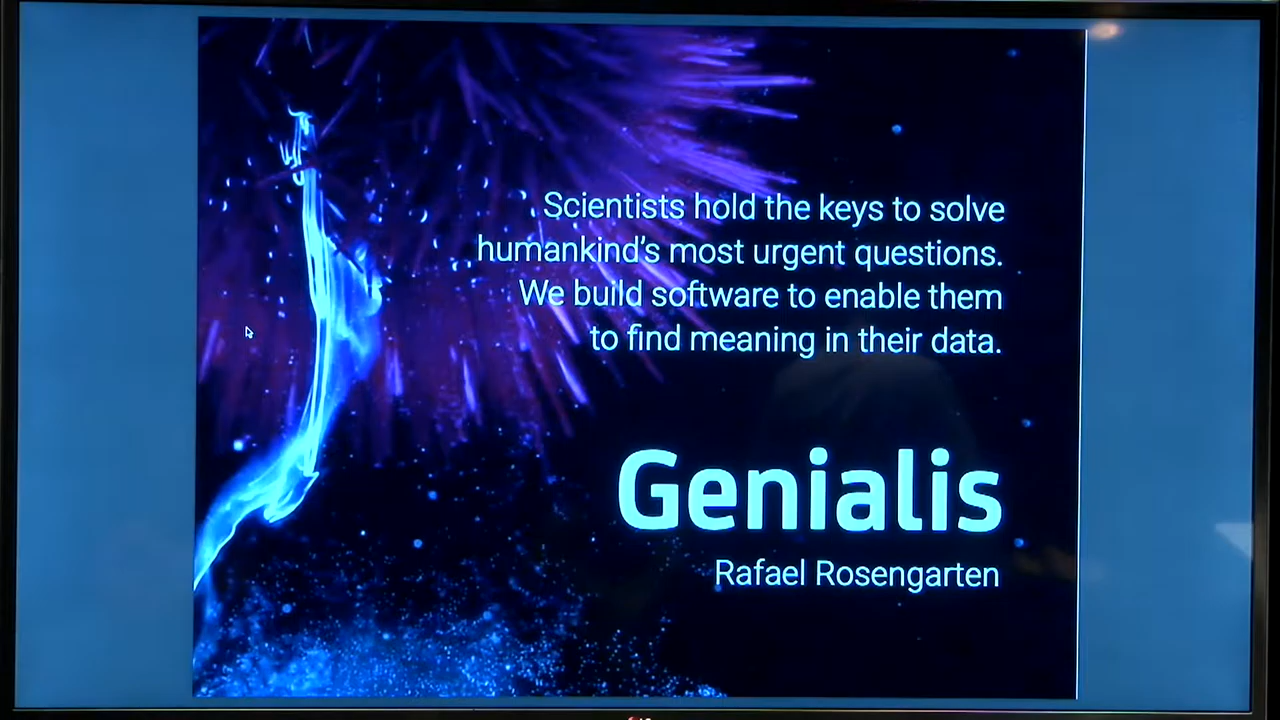 Scientists hold the keys to solve
humankind's most urgent questions.
We build software to enable them
to find meaning in their data.
Genialis
Rafael Rosengarten